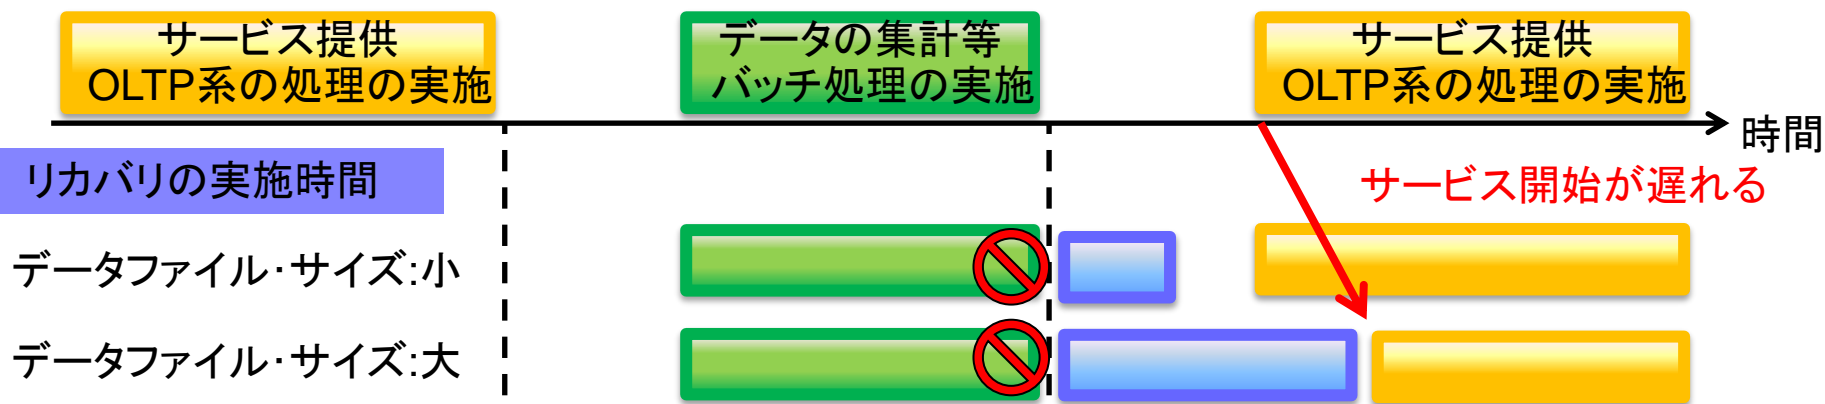 サービス提供
OLTP系の処理の実施
データの集計等
バッチ処理の実施
サービス提供
OLTP系の処理の実施
時間
リカバリの実施時間
サービス開始が遅れる
データファイル・サイズ:小
データファイル・サイズ:大